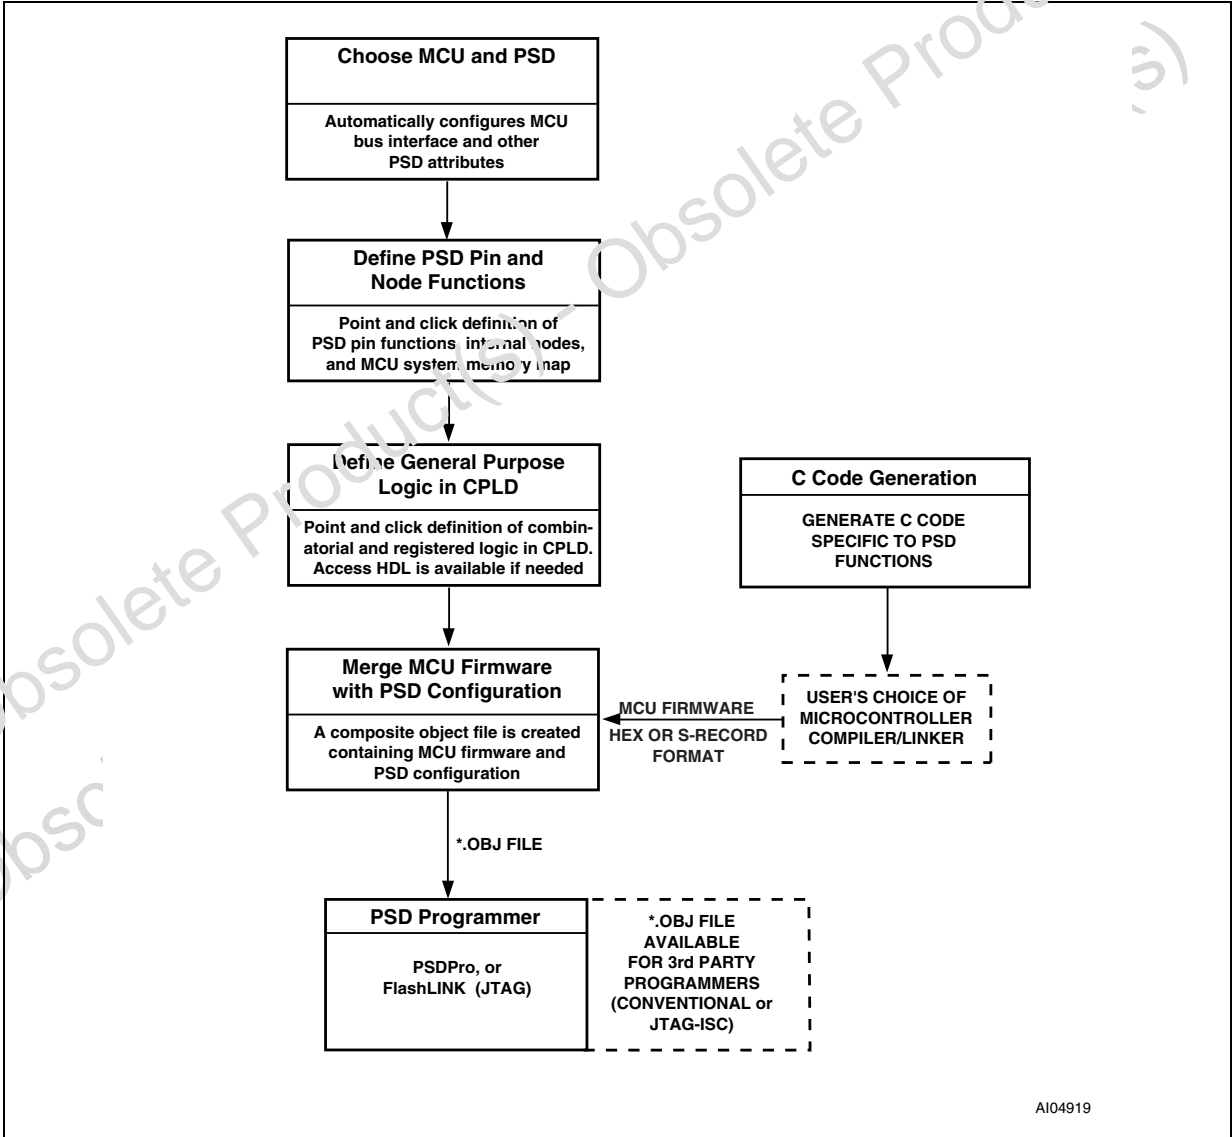 Choose MCU and PSD
Automatically configures MCU
bus interface and other
PSD attributes
Define PSD Pin and
Node Functions
Point and click definition of
PSD pin functions, internal nodes,
and MCU system memory map
Define General Purpose
Logic in CPLD
Point and click definition of combin-
atorial and registered logic in CPLD.
Access HDL is available if needed
C Code Generation
GENERATE C CODE
SPECIFIC TO PSD
FUNCTIONS
Merge MCU Firmware
with PSD Configuration
A composite object file is created
containing MCU firmware and
PSD configuration
MCU FIRMWARE
HEX OR S-RECORD
FORMAT
USER'S CHOICE OF
MICROCONTROLLER
COMPILER/LINKER
*.OBJ FILE
PSD Programmer
PSDPro, or
FlashLINK (JTAG)
*.OBJ FILE
AVAILABLE
FOR 3rd PARTY
PROGRAMMERS
(CONVENTIONAL or
JTAG-ISC)
AI04919
Obsolete Product(s) - Obsolete Product(s)